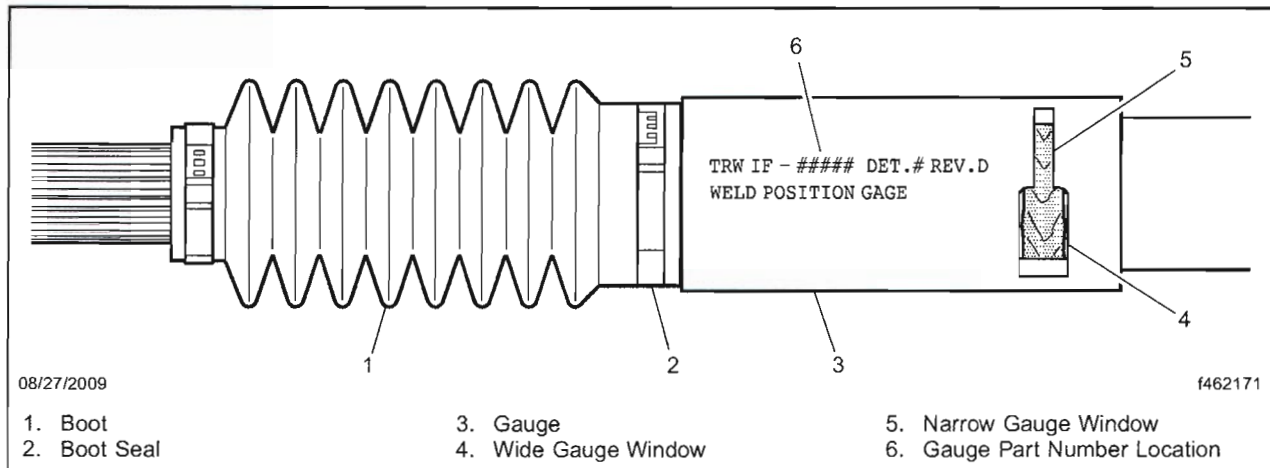 6
5
TRW IF - ##### DET.# REV.D
WELD POSITION GAGE
4
1
2
3
08/27/2009
f462171
1. Boot
2. Boot Seal
3. Gauge
4. Wide Gauge Window
5. Narrow Gauge Window
6. Gauge Part Number Location